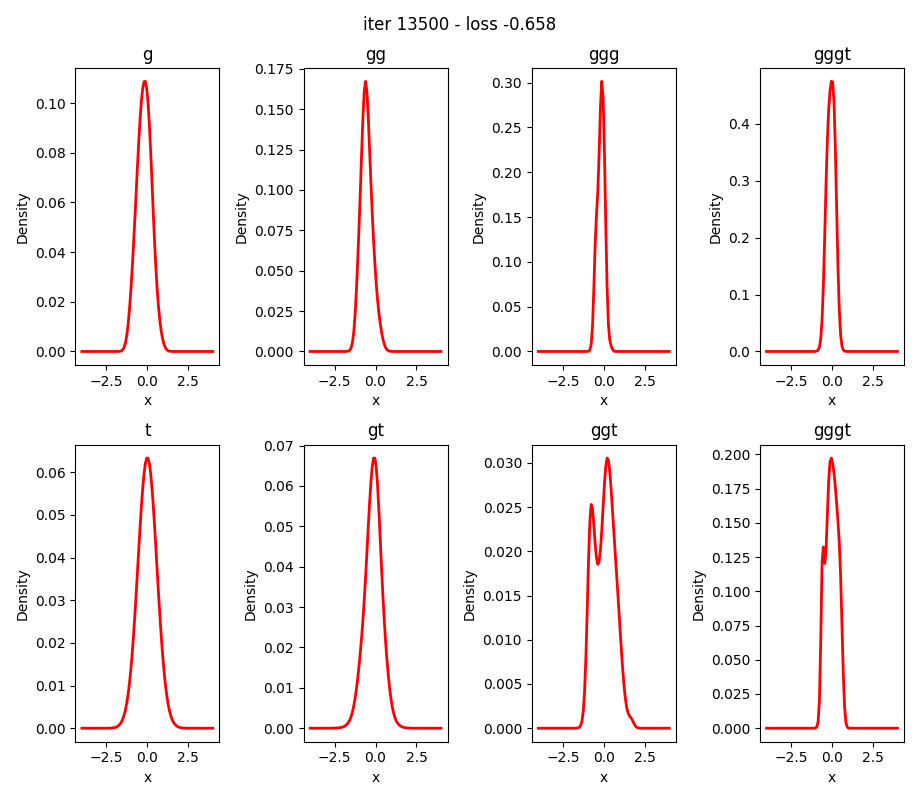 iter 13500 - loss -0.658
g
gg
ggg
gggt
0.10
0.08
0.06
0.04
0.02
0.00
Density
−2.5 0.0 2.5
x
0.175
0.150
0.125
0.100
0.075
0.050
0.025
0.000
Density
−2.5 0.0 2.5
x
0.30
0.25
0.20
0.15
0.10
0.05
0.00
Density
−2.5 0.0 2.5
x
0.4
0.3
0.2
0.1
0.0
Density
−2.5 0.0 2.5
x
t
gt
ggt
gggt
0.06
0.05
0.04
0.03
0.02
0.01
0.00
Density
−2.5 0.0 2.5
x
0.07
0.06
0.05
0.04
0.03
0.02
0.01
0.00
Density
−2.5 0.0 2.5
x
0.030
0.025
0.020
0.015
0.010
0.005
0.000
Density
−2.5 0.0 2.5
x
0.200
0.175
0.150
0.125
0.100
0.075
0.050
0.025
0.000
Density
−2.5 0.0 2.5
x